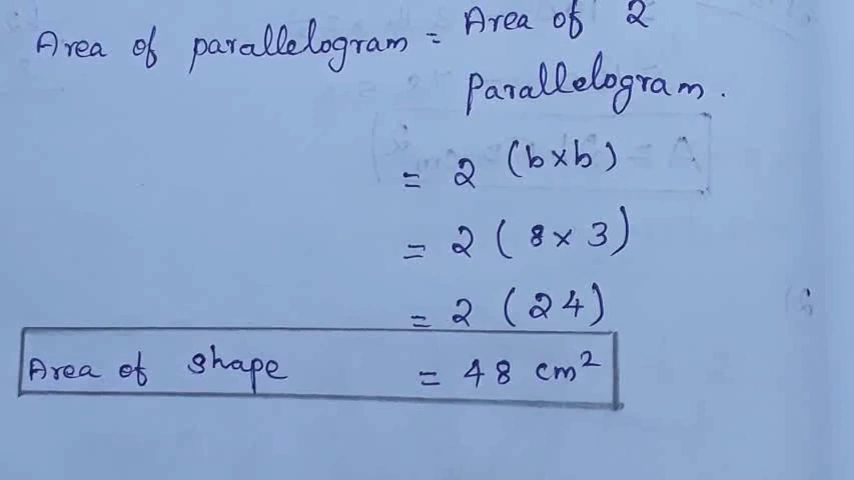 Area of parallelogram = Area of 2
parallelogram.
= 2 (b×b)
= 2 (8×3)
= 2 (24)
Area of shape = 48 cm²